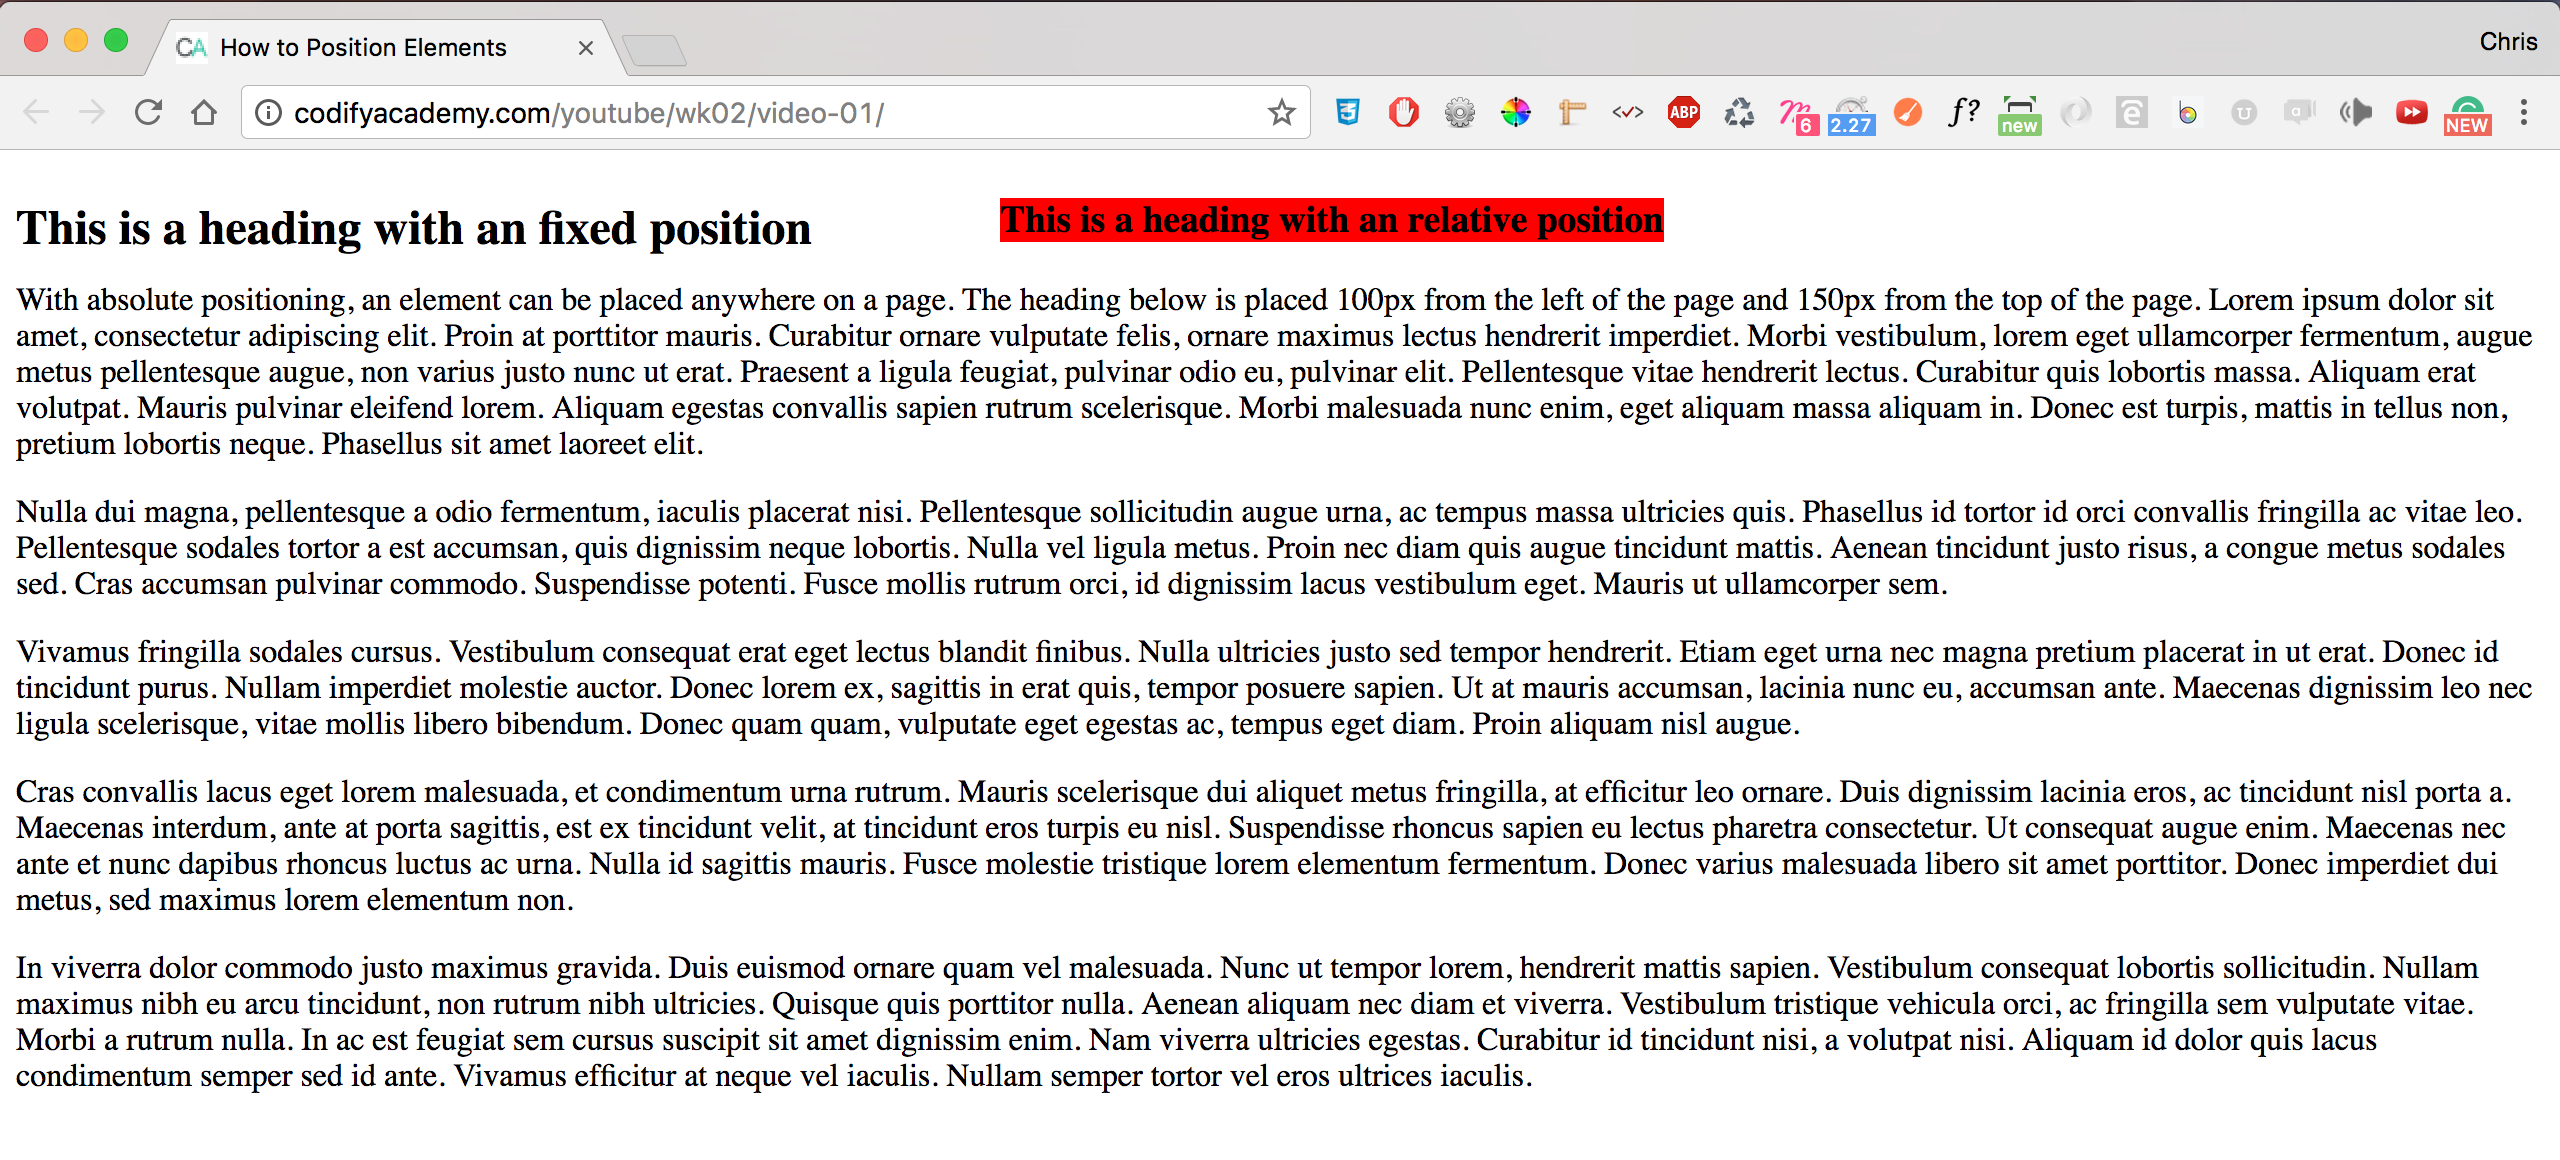 CA How to Position Elements
Chris
codifyacademy.com/youtube/wk02/video-01/
ABP 6 2.27 f? new NEW
This is a heading with an fixed position
This is a heading with an relative position
With absolute positioning, an element can be placed anywhere on a page. The heading below is placed 100px from the left of the page and 150px from the top of the page. Lorem ipsum dolor sit
amet, consectetur adipiscing elit. Proin at porttitor mauris. Curabitur ornare vulputate felis, ornare maximus lectus hendrerit imperdiet. Morbi vestibulum, lorem eget ullamcorper fermentum, augue
metus pellentesque augue, non varius justo nunc ut erat. Praesent a ligula feugiat, pulvinar odio eu, pulvinar elit. Pellentesque vitae hendrerit lectus. Curabitur quis lobortis massa. Aliquam erat
volutpat. Mauris pulvinar eleifend lorem. Aliquam egestas convallis sapien rutrum scelerisque. Morbi malesuada nunc enim, eget aliquam massa aliquam in. Donec est turpis, mattis in tellus non,
pretium lobortis neque. Phasellus sit amet laoreet elit.
Nulla dui magna, pellentesque a odio fermentum, iaculis placerat nisi. Pellentesque sollicitudin augue urna, ac tempus massa ultricies quis. Phasellus id tortor id orci convallis fringilla ac vitae leo.
Pellentesque sodales tortor a est accumsan, quis dignissim neque lobortis. Nulla vel ligula metus. Proin nec diam quis augue tincidunt mattis. Aenean tincidunt justo risus, a congue metus sodales
sed. Cras accumsan pulvinar commodo. Suspendisse potenti. Fusce mollis rutrum orci, id dignissim lacus vestibulum eget. Mauris ut ullamcorper sem.
Vivamus fringilla sodales cursus. Vestibulum consequat erat eget lectus blandit finibus. Nulla ultricies justo sed tempor hendrerit. Etiam eget urna nec magna pretium placerat in ut erat. Donec id
tincidunt purus. Nullam imperdiet molestie auctor. Donec lorem ex, sagittis in erat quis, tempor posuere sapien. Ut at mauris accumsan, lacinia nunc eu, accumsan ante. Maecenas dignissim leo nec
ligula scelerisque, vitae mollis libero bibendum. Donec quam quam, vulputate eget egestas ac, tempus eget diam. Proin aliquam nisl augue.
Cras convallis lacus eget lorem malesuada, et condimentum urna rutrum. Mauris scelerisque dui aliquet metus fringilla, at efficitur leo ornare. Duis dignissim lacinia eros, ac tincidunt nisl porta a.
Maecenas interdum, ante at porta sagittis, est ex tincidunt velit, at tincidunt eros turpis eu nisl. Suspendisse rhoncus sapien eu lectus pharetra consectetur. Ut consequat augue enim. Maecenas nec
ante et nunc dapibus rhoncus luctus ac urna. Nulla id sagittis mauris. Fusce molestie tristique lorem elementum fermentum. Donec varius malesuada libero sit amet porttitor. Donec imperdiet dui
metus, sed maximus lorem elementum non.
In viverra dolor commodo justo maximus gravida. Duis euismod ornare quam vel malesuada. Nunc ut tempor lorem, hendrerit mattis sapien. Vestibulum consequat lobortis sollicitudin. Nullam
maximus nibh eu arcu tincidunt, non rutrum nibh ultricies. Quisque quis porttitor nulla. Aenean aliquam nec diam et viverra. Vestibulum tristique vehicula orci, ac fringilla sem vulputate vitae.
Morbi a rutrum nulla. In ac est feugiat sem cursus suscipit sit amet dignissim enim. Nam viverra ultricies egestas. Curabitur id tincidunt nisi, a volutpat nisi. Aliquam id dolor quis lacus
condimentum semper sed id ante. Vivamus efficitur at neque vel iaculis. Nullam semper tortor vel eros ultrices iaculis.